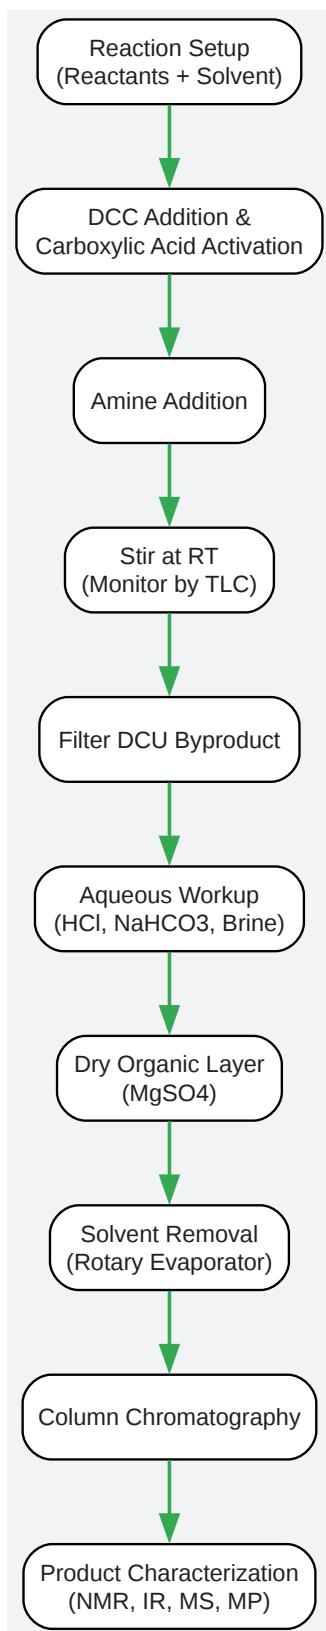 Reaction Setup
(Reactants + Solvent)
DCC Addition &
Carboxylic Acid Activation
Amine Addition
Stir at RT
(Monitor by TLC)
Filter DCU Byproduct
Aqueous Workup
(HCl, NaHCO3, Brine)
Dry Organic Layer
(MgSO4)
Solvent Removal
(Rotary Evaporator)
Column Chromatography
Product Characterization
(NMR, IR, MS, MP)